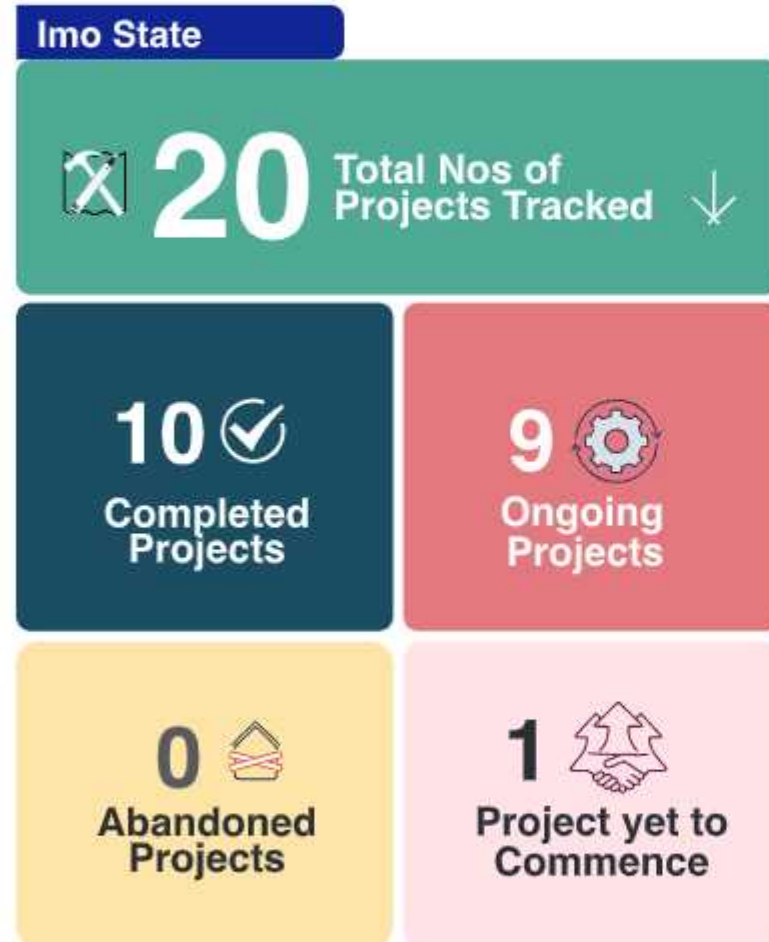 Imo State
20
Total Nos of
Projects Tracked
10
Completed
Projects
9
Ongoing
Projects
0
Abandoned
Projects
1
Project yet to
Commence